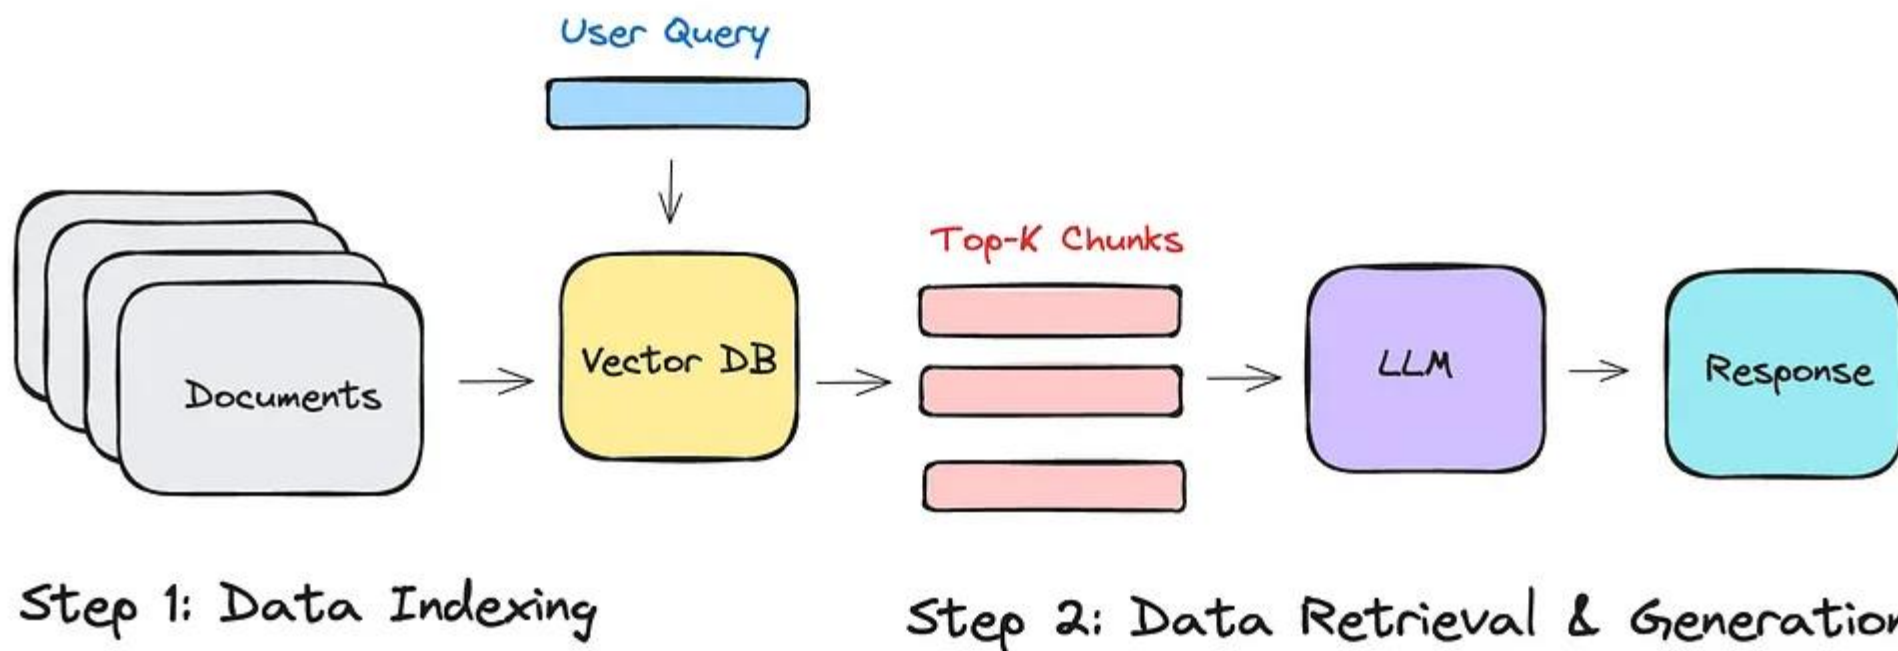 User Query
Top-K Chunks
Documents
Vector DB
LLM
Response
Step 1: Data Indexing
Step 2: Data Retrieval & Generation